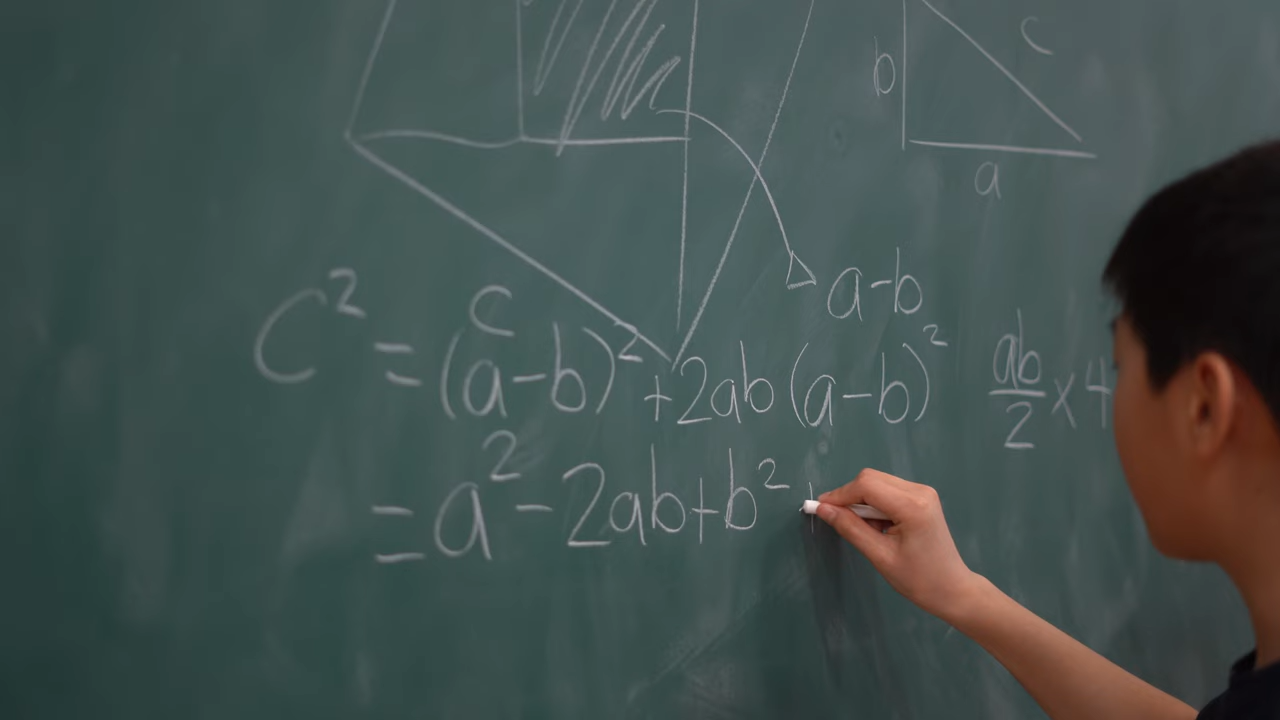 c
b
a
a-b
c
c² = (a-b)² +2ab (a-b)²
ab/2 x 4
= a² - 2ab+b² +